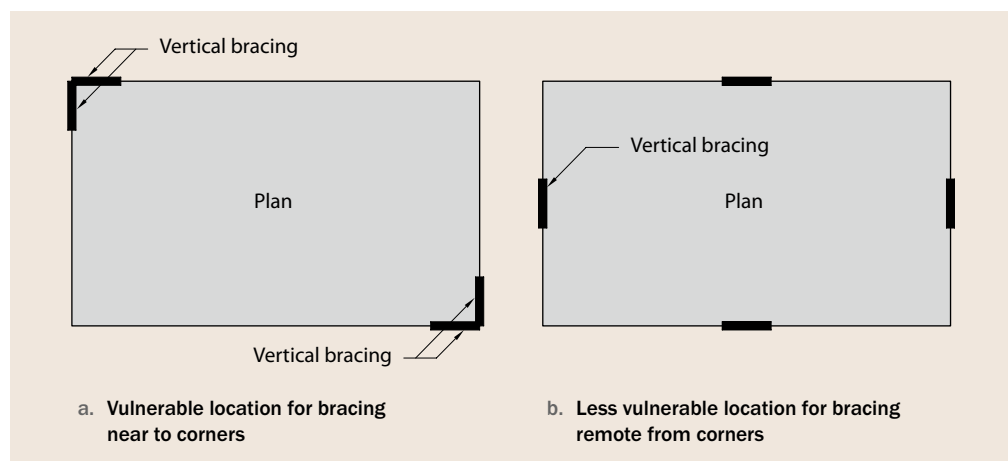 Vertical bracing
Plan
Vertical bracing
a. Vulnerable location for bracing
near to corners
Vertical bracing
Plan
b. Less vulnerable location for bracing
remote from corners